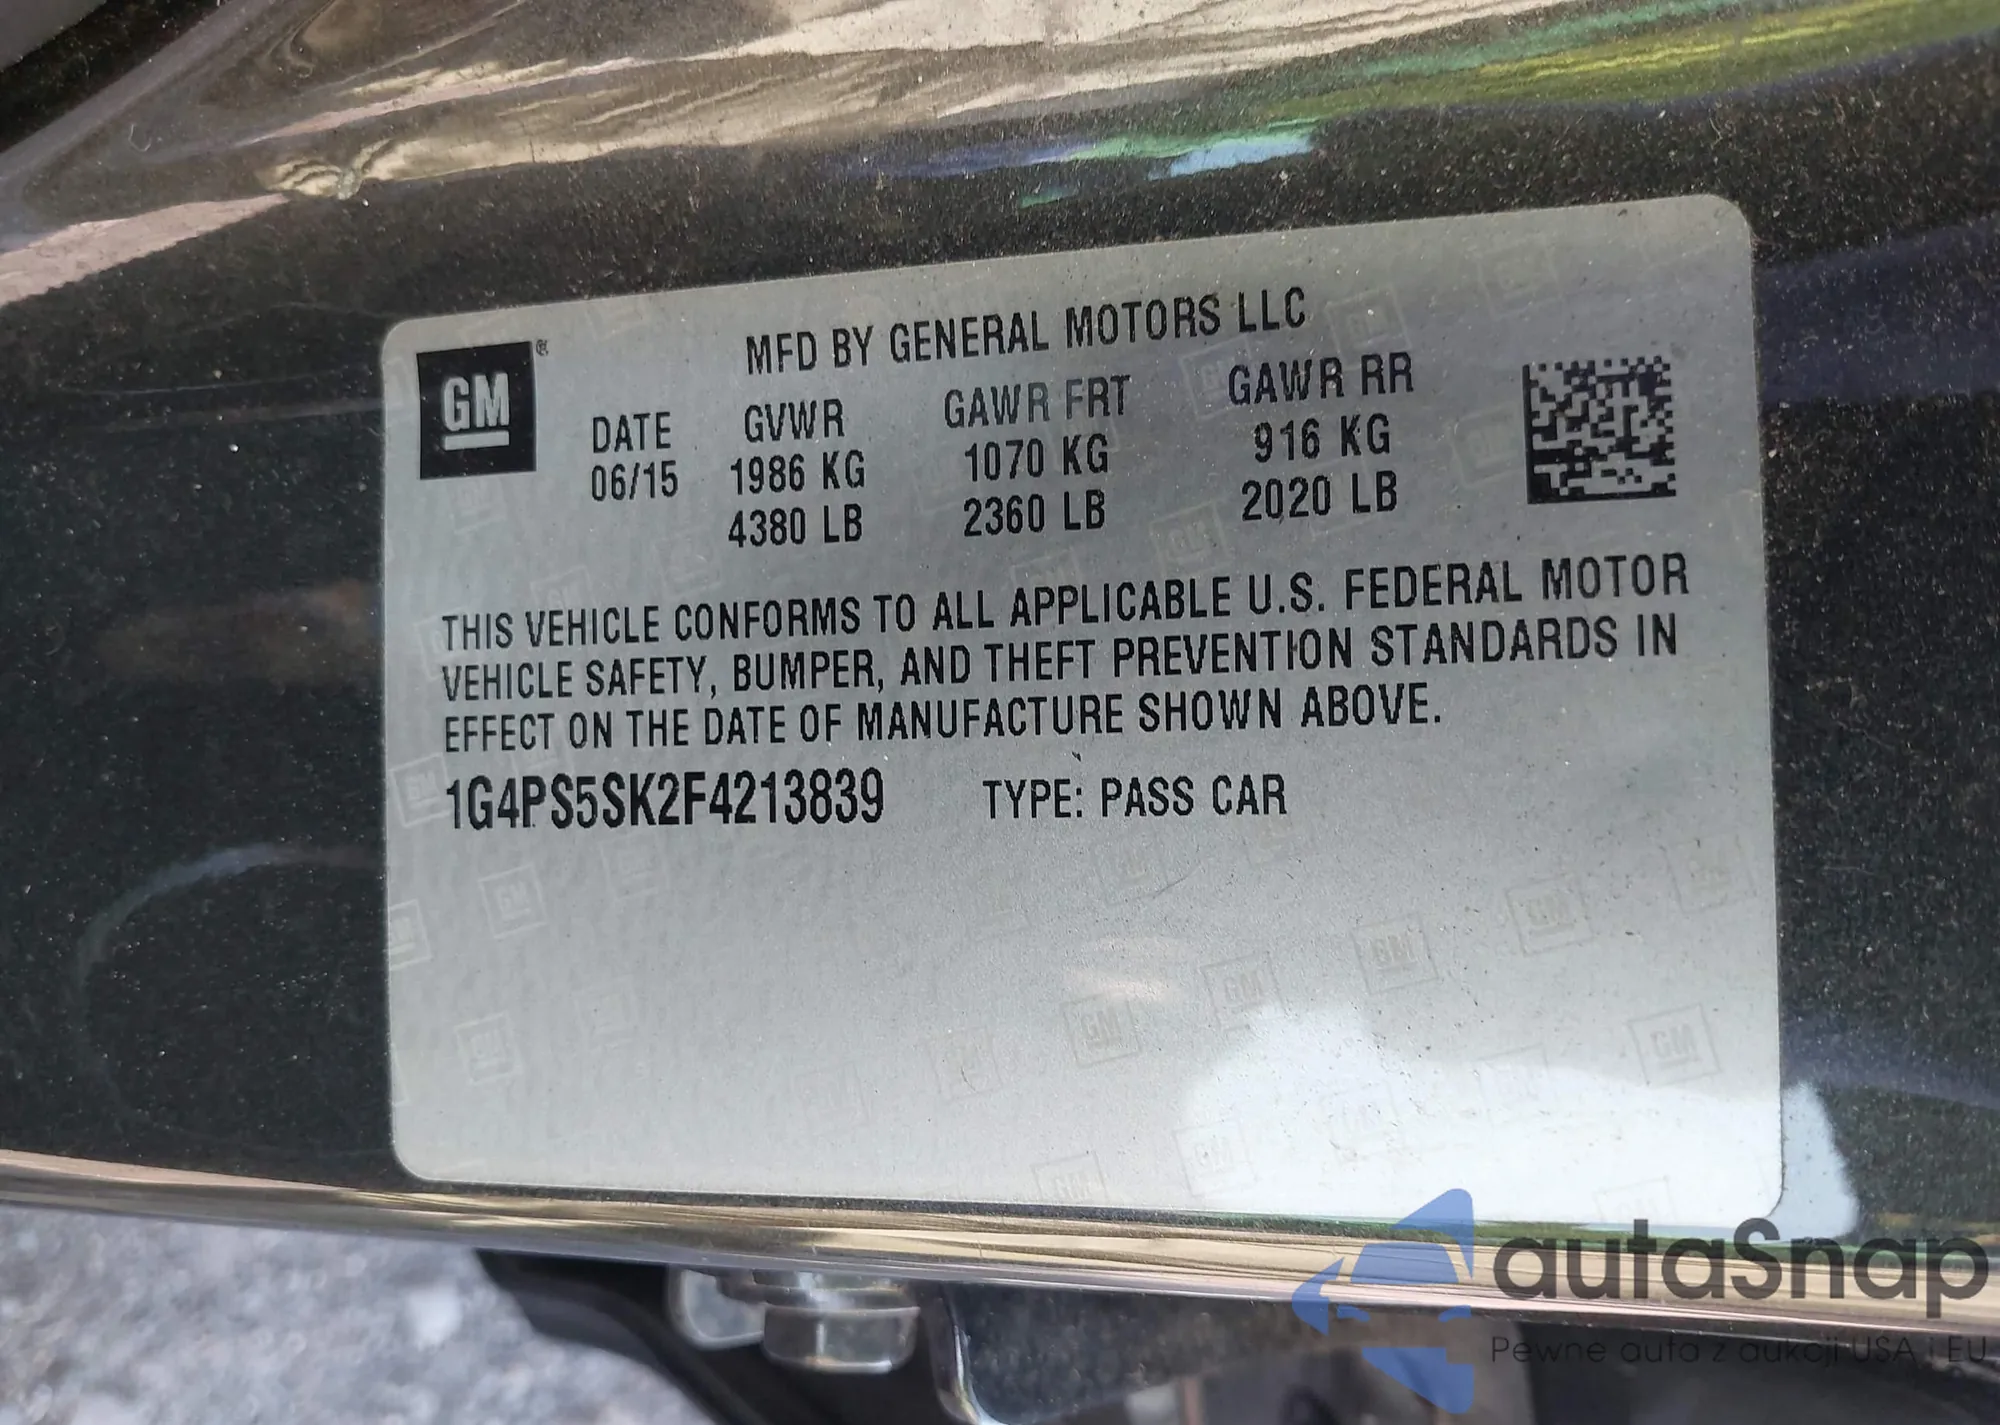 GM
MFD BY GENERAL MOTORS LLC
DATE GVWR GAWR FRT GAWR RR
06/15 1986 KG 1070 KG 916 KG
4380 LB 2360 LB 2020 LB
THIS VEHICLE CONFORMS TO ALL APPLICABLE U.S. FEDERAL MOTOR
VEHICLE SAFETY, BUMPER, AND THEFT PREVENTION STANDARDS IN
EFFECT ON THE DATE OF MANUFACTURE SHOWN ABOVE.
1G4PS5SK2F4213839 TYPE: PASS CAR
autaSnap
Pewne auta z aukcji USA i EU